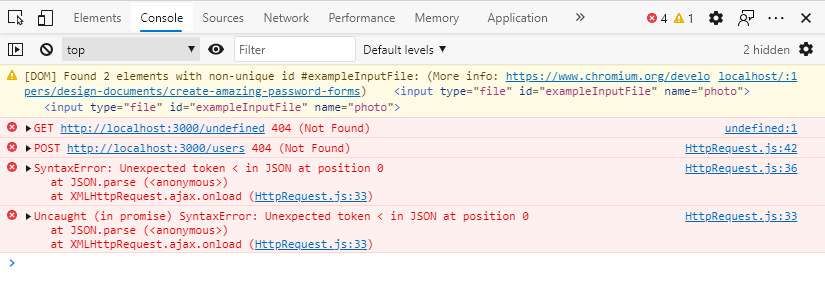 Elements Console Sources Network Performance Memory Application » 4 1
top Filter Default levels 2 hidden
[DOM] Found 2 elements with non-unique id #exampleInputFile: (More info: https://www.chromium.org/develo localhost/:1
pers/design-documents/create-amazing-password-forms) <input type="file" id="exampleInputFile" name="photo">
<input type="file" id="exampleInputFile" name="photo">
GET http://localhost:3000/undefined 404 (Not Found) undefined:1
POST http://localhost:3000/users 404 (Not Found) HttpRequest.js:42
SyntaxError: Unexpected token < in JSON at position 0 HttpRequest.js:36
at JSON.parse (<anonymous>)
at XMLHttpRequest.ajax.onload (HttpRequest.js:33)
Uncaught (in promise) SyntaxError: Unexpected token < in JSON at position 0 HttpRequest.js:33
at JSON.parse (<anonymous>)
at XMLHttpRequest.ajax.onload (HttpRequest.js:33)